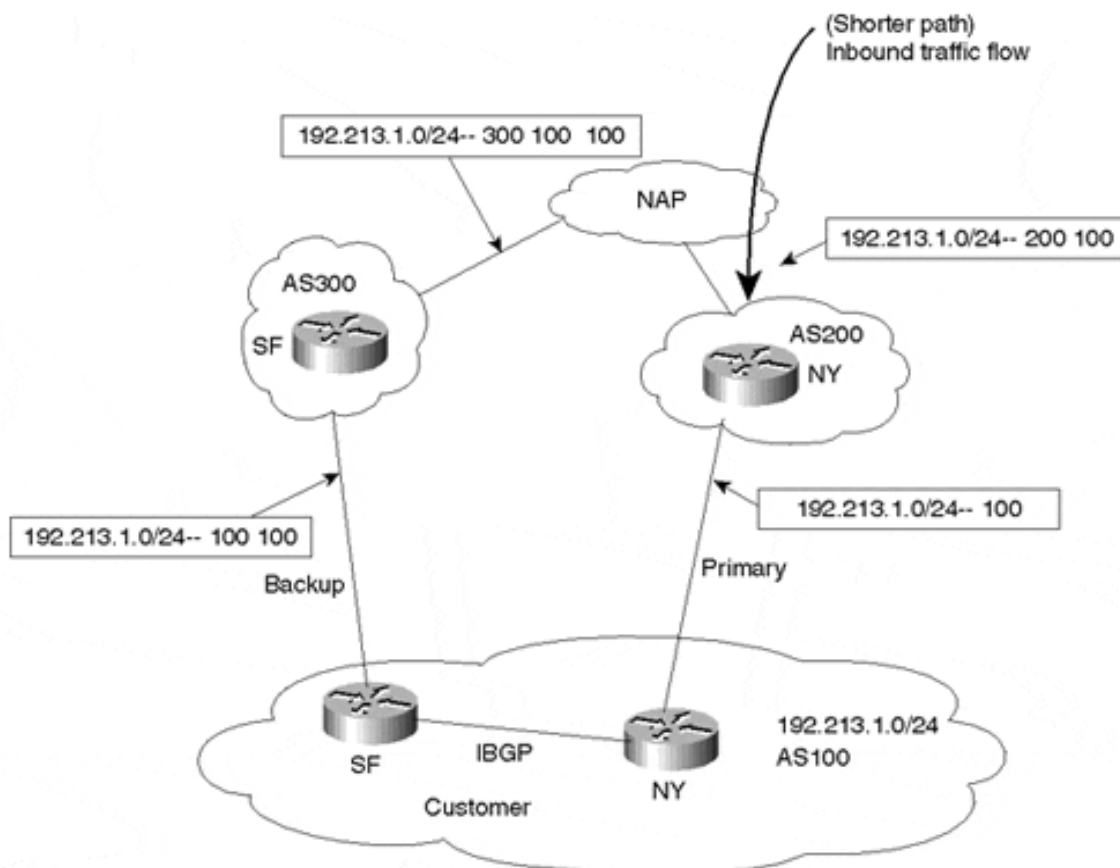 (Shorter path)
Inbound traffic flow
192.213.1.0/24-- 300 100 100
NAP
192.213.1.0/24-- 200 100
AS300
SF
AS200
NY
192.213.1.0/24-- 100 100
192.213.1.0/24-- 100
Backup
Primary
192.213.1.0/24
AS100
IBGP
SF
NY
Customer